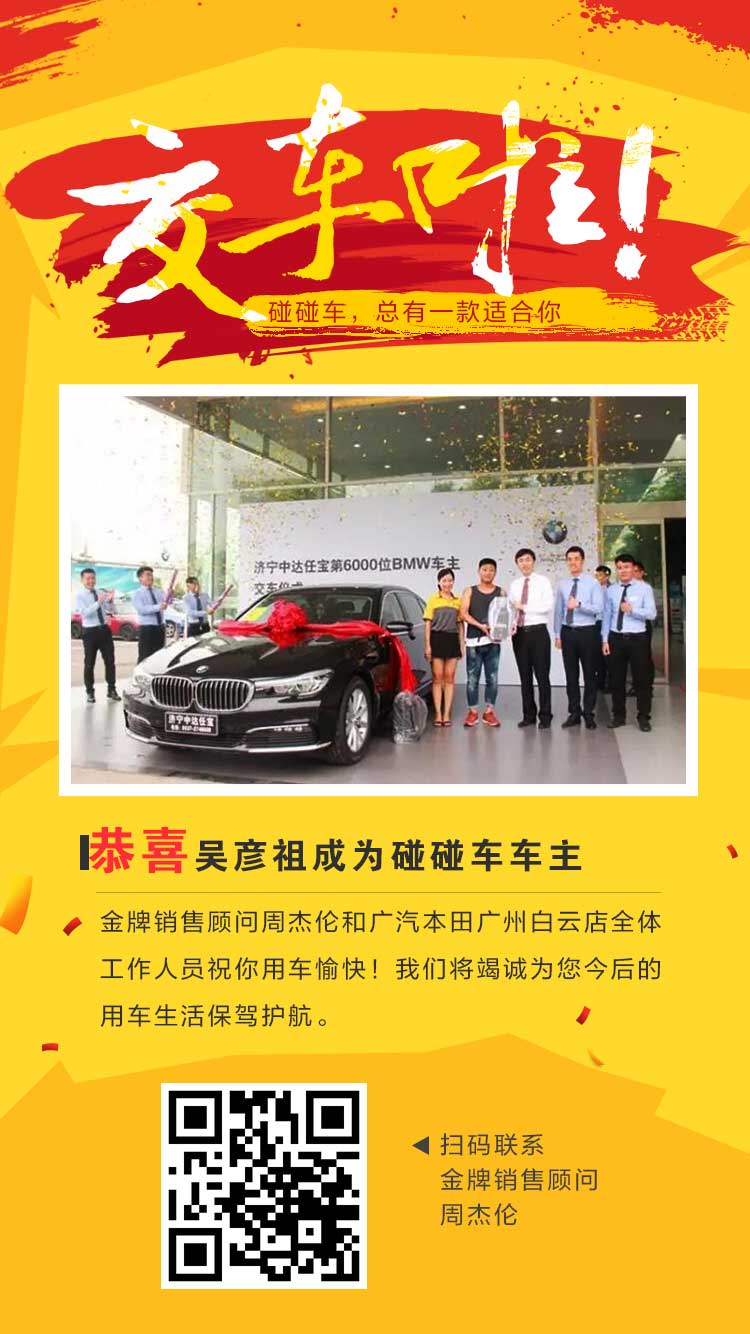 交车啦!
碰碰车，总有一款适合你
济宁中达任宝第6000位BMW车主
交车仪式
济宁中达任宝
恭喜吴彦祖成为碰碰车车主
金牌销售顾问周杰伦和广汽本田广州白云店全体
工作人员祝你用车愉快！我们将竭诚为您今后的
用车生活保驾护航。
扫码联系
金牌销售顾问
周杰伦